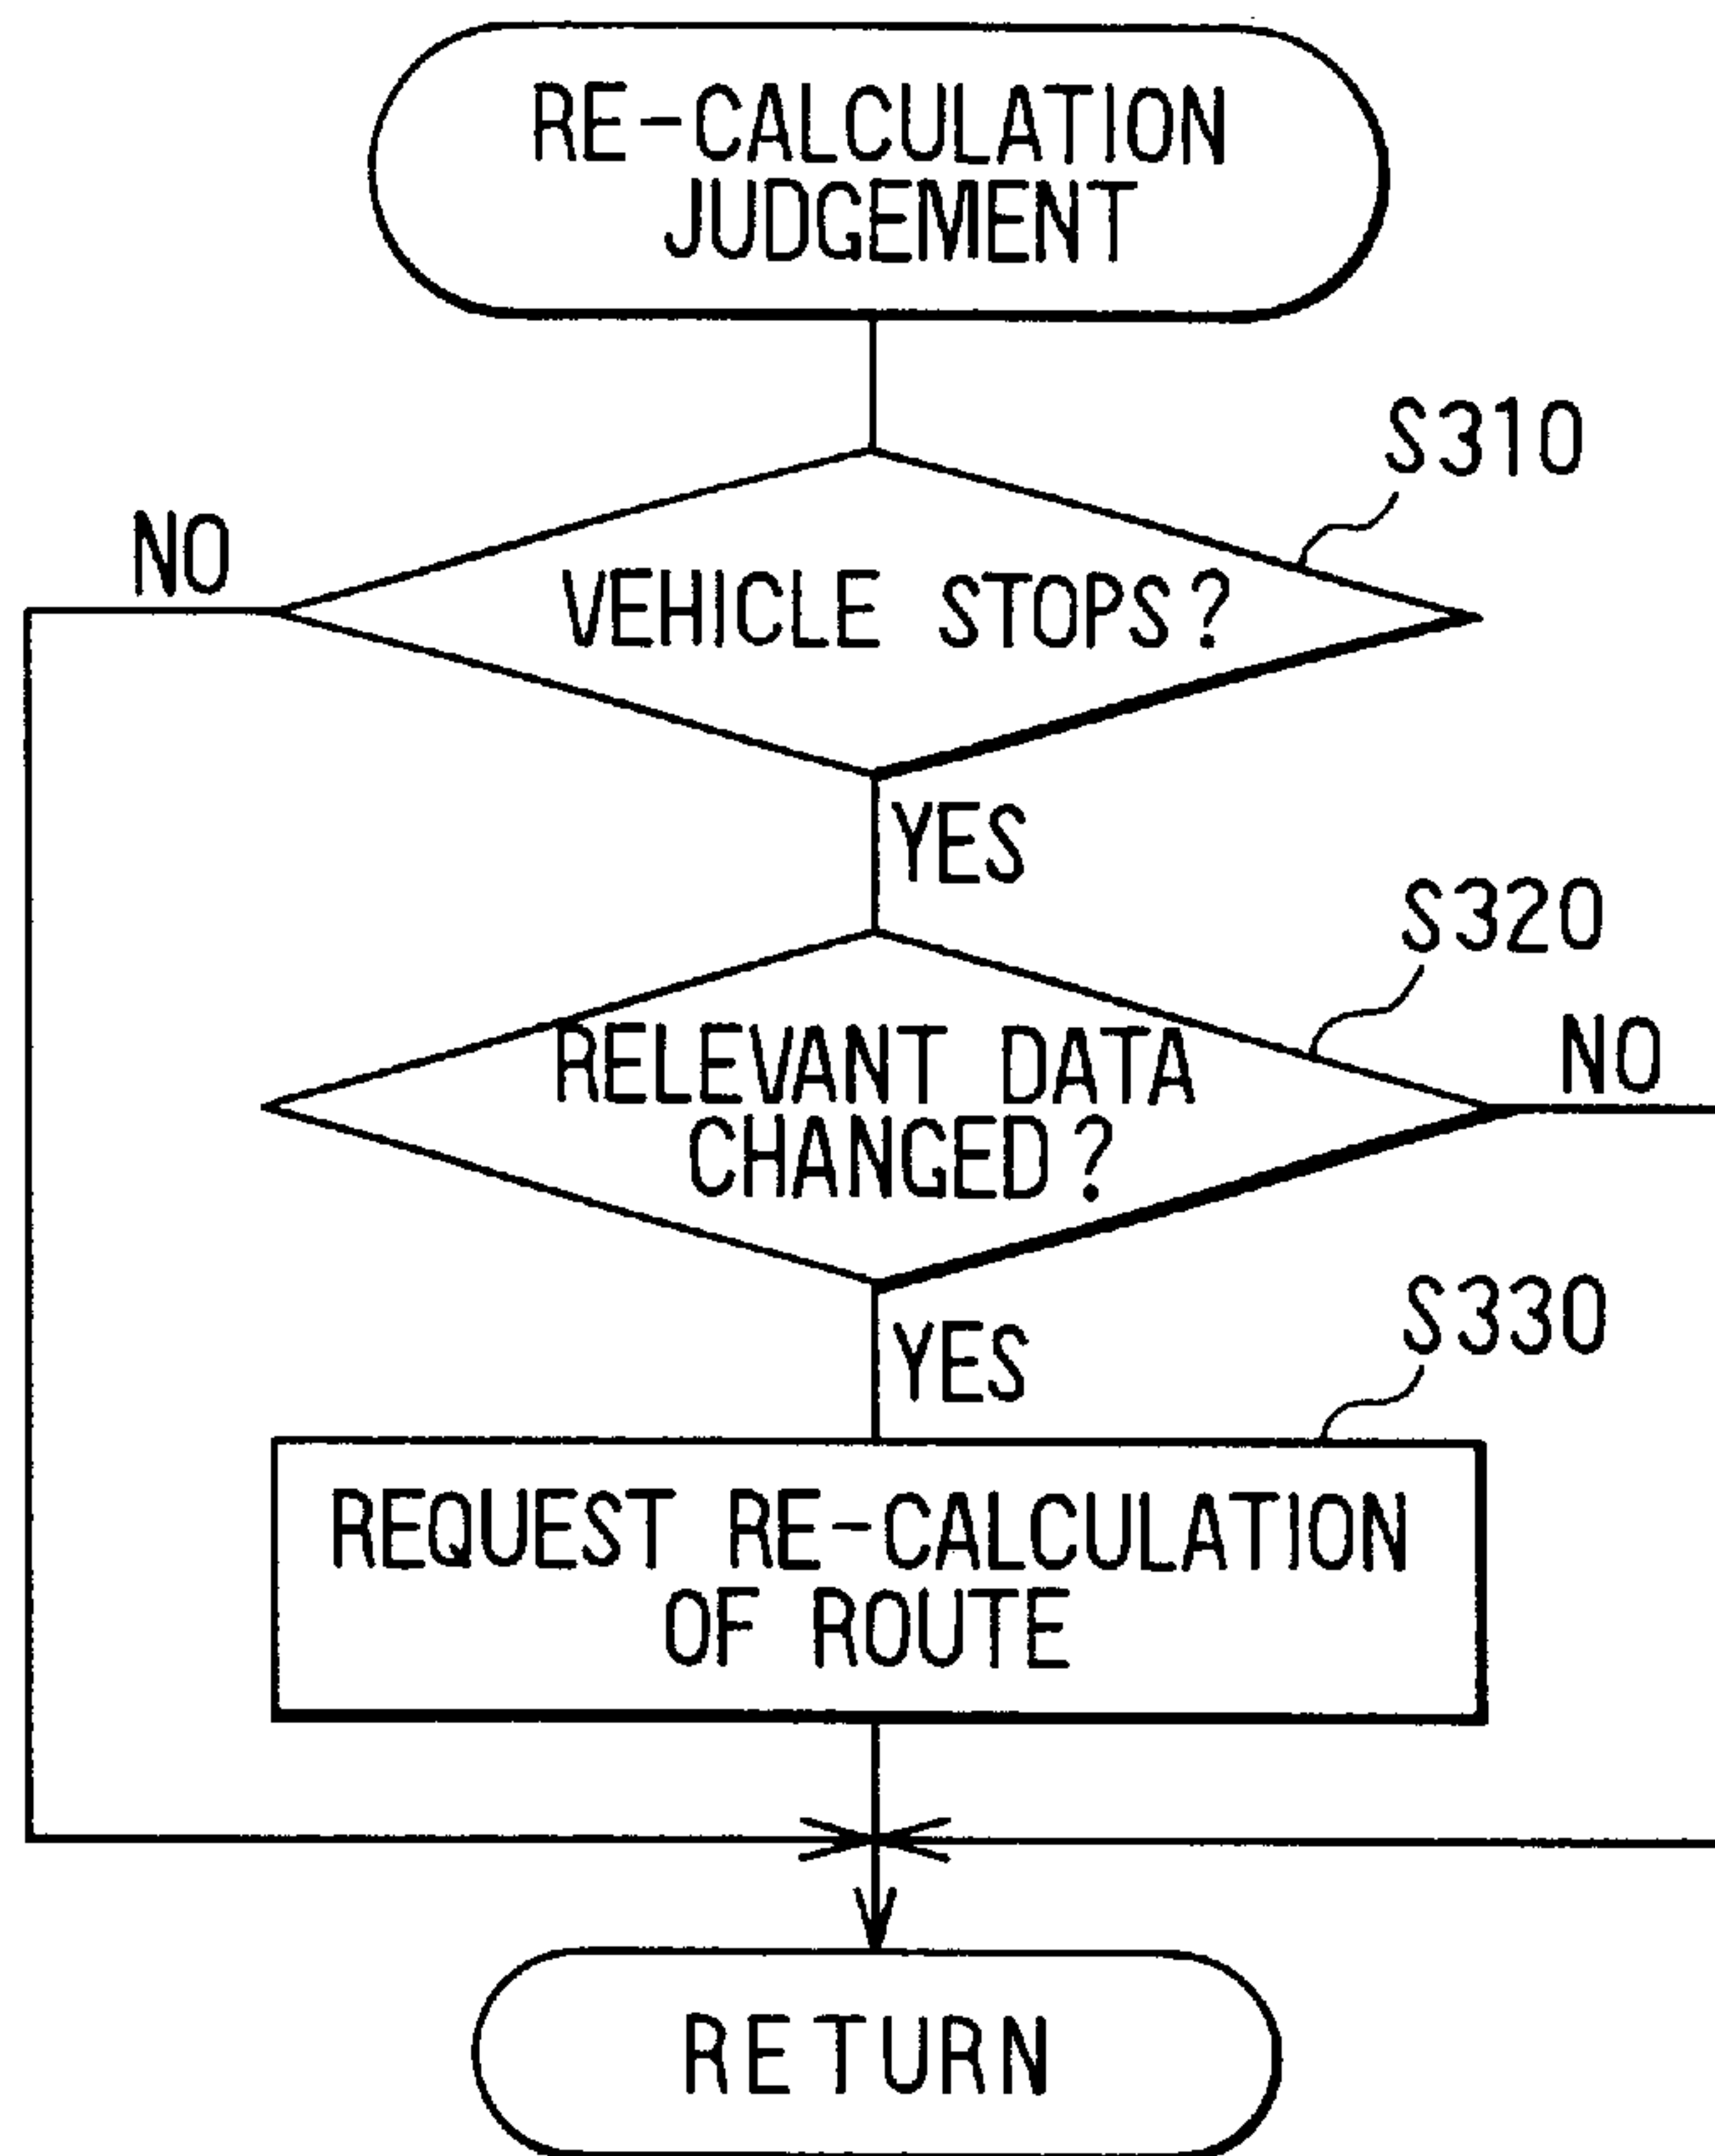 RE-CALCULATION
JUDGEMENT
S310
NO
VEHICLE STOPS?
YES
S320
NO
RELEVANT DATA
CHANGED?
YES
S330
REQUEST RE-CALCULATION
OF ROUTE
RETURN